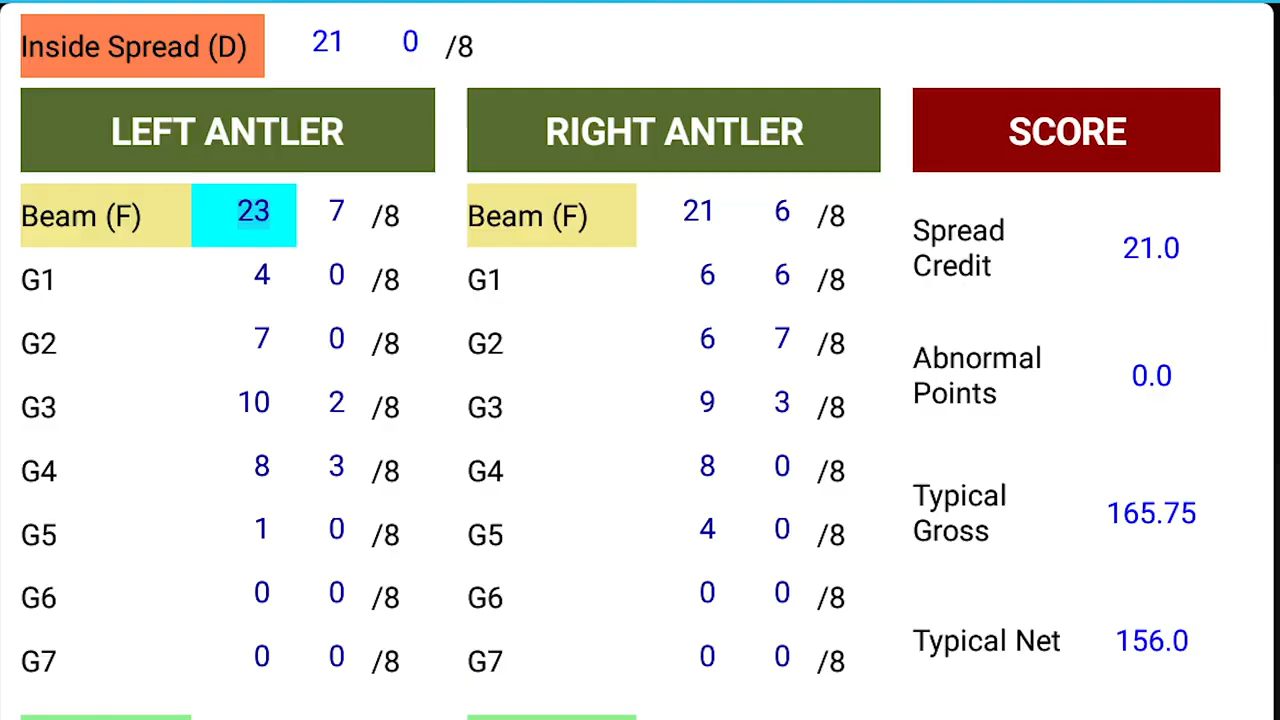 Inside Spread (D) 21 0 /8
LEFT ANTLER RIGHT ANTLER SCORE
Beam (F) 23 7 /8 Beam (F) 21 6 /8
Spread Credit 21.0
G1 4 0 /8 G1 6 6 /8
G2 7 0 /8 G2 6 7 /8
Abnormal Points 0.0
G3 10 2 /8 G3 9 3 /8
G4 8 3 /8 G4 8 0 /8
Typical Gross 165.75
G5 1 0 /8 G5 4 0 /8
G6 0 0 /8 G6 0 0 /8
Typical Net 156.0
G7 0 0 /8 G7 0 0 /8